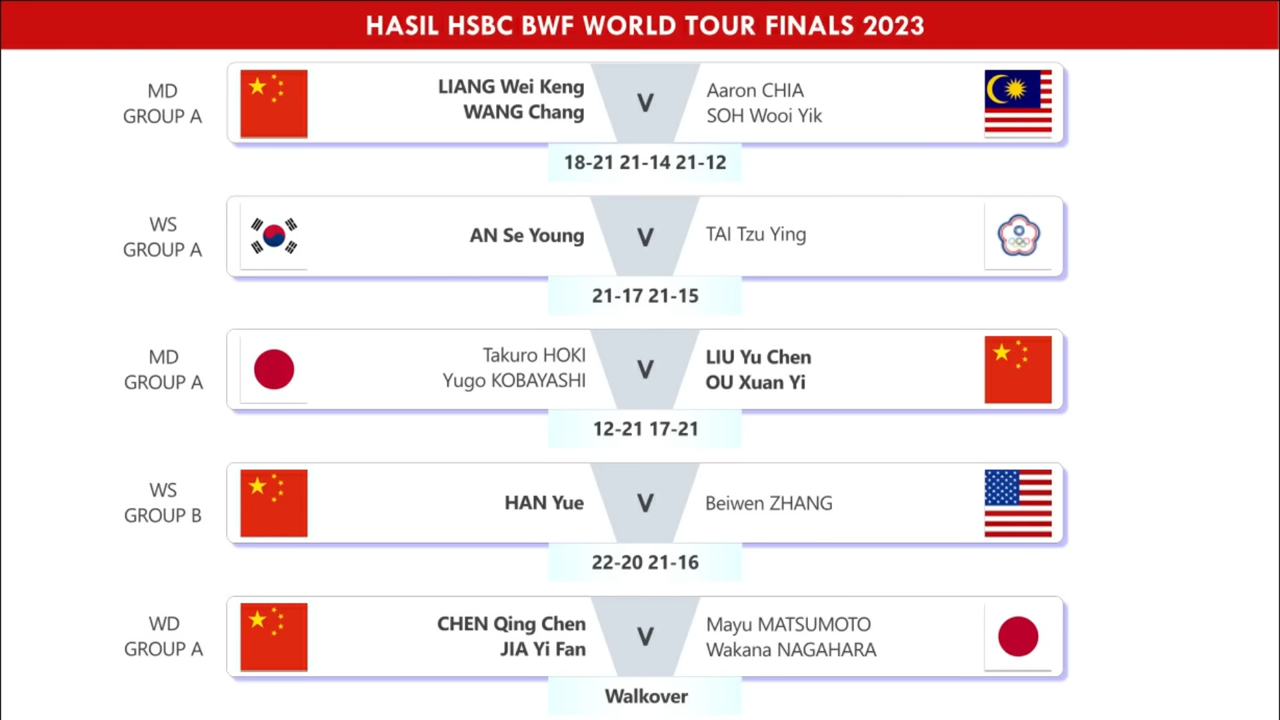 HASIL HSBC BWF WORLD TOUR FINALS 2023
MD
GROUP A
LIANG Wei Keng
WANG Chang
V
Aaron CHIA
SOH Wooi Yik
18-21 21-14 21-12
WS
GROUP A
AN Se Young
V
TAI Tzu Ying
21-17 21-15
MD
GROUP A
Takuro HOKI
Yugo KOBAYASHI
V
LIU Yu Chen
OU Xuan Yi
12-21 17-21
WS
GROUP B
HAN Yue
V
Beiwen ZHANG
22-20 21-16
WD
GROUP A
CHEN Qing Chen
JIA Yi Fan
V
Mayu MATSUMOTO
Wakana NAGAHARA
Walkover